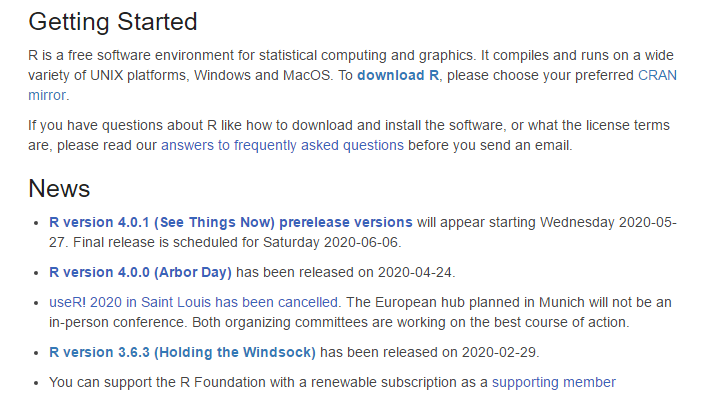 Getting Started
R is a free software environment for statistical computing and graphics. It compiles and runs on a wide
variety of UNIX platforms, Windows and MacOS. To download R, please choose your preferred CRAN
mirror.
If you have questions about R like how to download and install the software, or what the license terms
are, please read our answers to frequently asked questions before you send an email.
News
• R version 4.0.1 (See Things Now) prerelease versions will appear starting Wednesday 2020-05-
27. Final release is scheduled for Saturday 2020-06-06.
• R version 4.0.0 (Arbor Day) has been released on 2020-04-24.
• useR! 2020 in Saint Louis has been cancelled. The European hub planned in Munich will not be an
in-person conference. Both organizing committees are working on the best course of action.
• R version 3.6.3 (Holding the Windsock) has been released on 2020-02-29.
• You can support the R Foundation with a renewable subscription as a supporting member